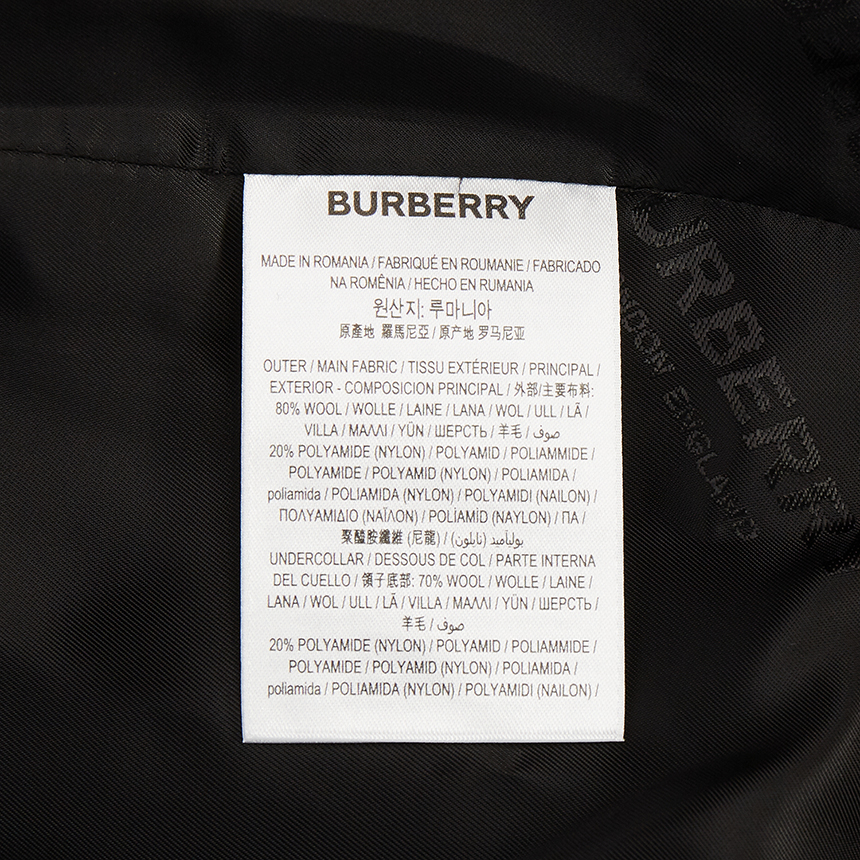 BURBERRY
MADE IN ROMANIA / FABRIQUÉ EN ROUMANIE / FABRICADO
NA ROMÊNIA / HECHO EN RUMANIA
원산지: 루마니아
原產地 羅馬尼亞 / 原产地 罗马尼亚
OUTER / MAIN FABRIC / TISSU EXTÉRIEUR / PRINCIPAL /
EXTERIOR - COMPOSICION PRINCIPAL / 外部/主要布料:
80% WOOL / WOLLE / LAINE / LANA / WOL / ULL / LÃ /
VILLA / ΜΑΛΛΙ / YÜN / ШЕРСТЬ / 羊毛 / صوف
20% POLYAMIDE (NYLON) / POLYAMID / POLIAMMIDE /
POLYAMIDE / POLYAMID (NYLON) / POLIAMIDA /
poliamida / POLIAMIDA (NYLON) / POLYAMIDI (NAILON) /
ΠΟΛΥΑΜΙΔΙΟ (ΝΑΪΛΟΝ) / POLİAMİD (NAYLON) / ПА /
聚醯胺纖維 (尼龍) / بوليأميد (نايلون) /
UNDERCOLLAR / DESSOUS DE COL / PARTE INTERNA
DEL CUELLO / 領子底部: 70% WOOL / WOLLE / LAINE /
LANA / WOL / ULL / LÃ / VILLA / ΜΑΛΛΙ / YÜN / ШЕРСТЬ /
羊毛 / صوف
20% POLYAMIDE (NYLON) / POLYAMID / POLIAMMIDE /
POLYAMIDE / POLYAMID (NYLON) / POLIAMIDA /
poliamida / POLIAMIDA (NYLON) / POLYAMIDI (NAILON) /
URBERR
NDON ENGLAND